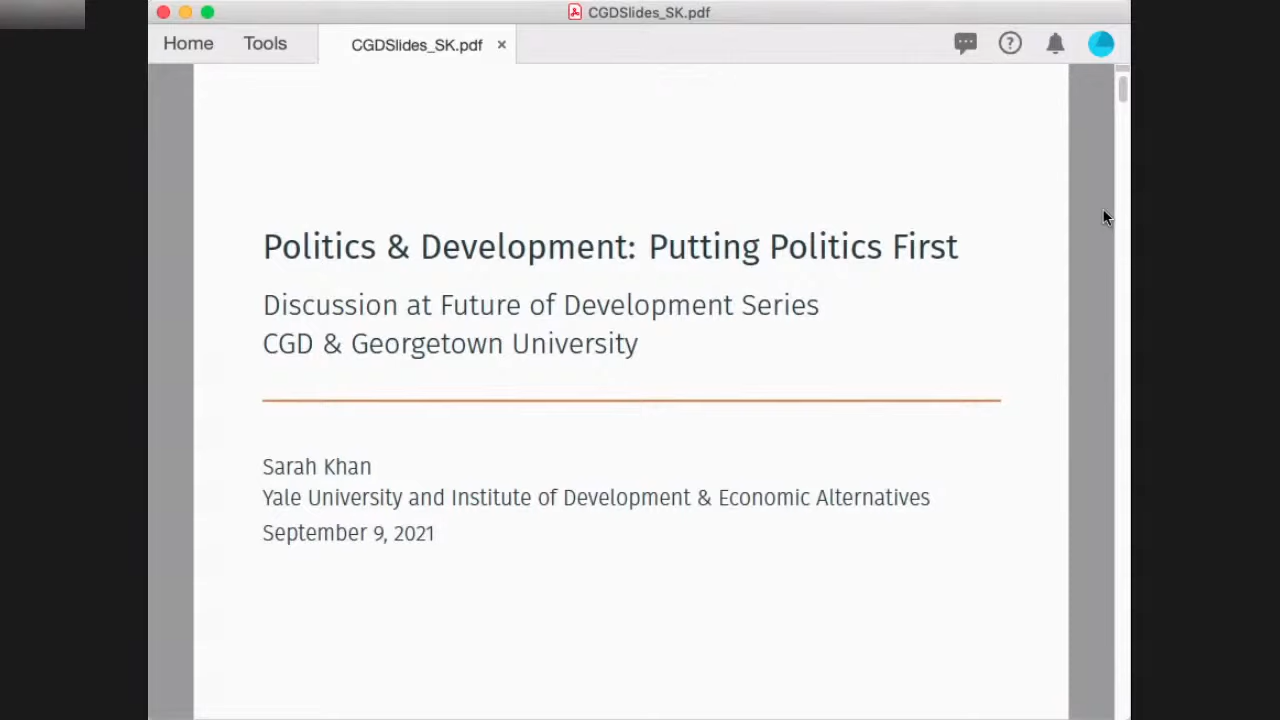 CGDSlides_SK.pdf
Home Tools CGDSlides_SK.pdf ×
Politics & Development: Putting Politics First
Discussion at Future of Development Series
CGD & Georgetown University
Sarah Khan
Yale University and Institute of Development & Economic Alternatives
September 9, 2021